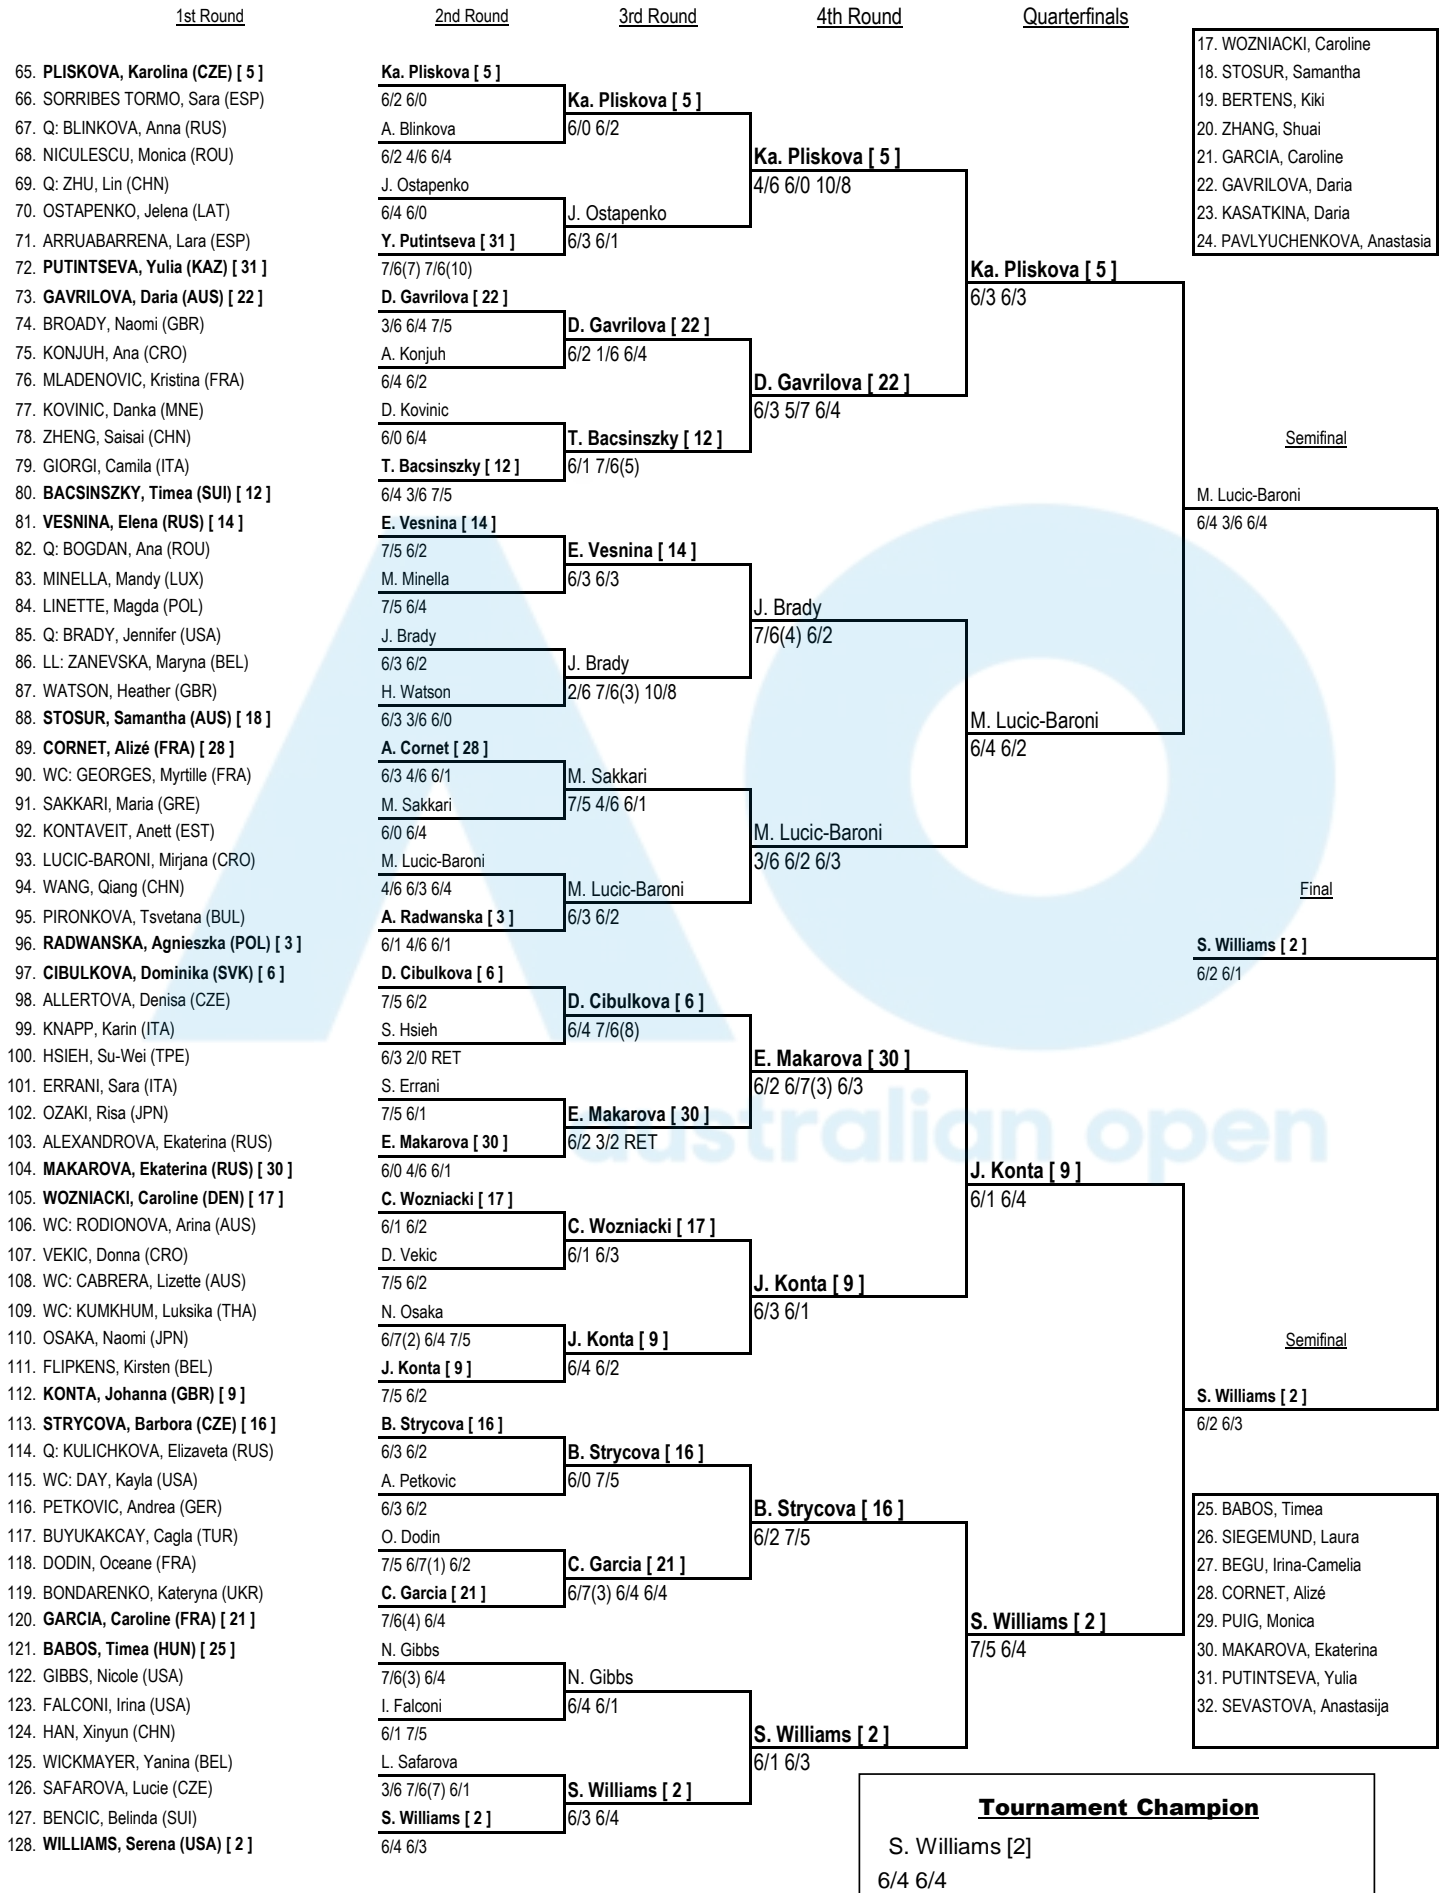 1st Round 2nd Round 3rd Round 4th Round Quarterfinals
17. WOZNIACKI, Caroline
18. STOSUR, Samantha
19. BERTENS, Kiki
20. ZHANG, Shuai
21. GARCIA, Caroline
22. GAVRILOVA, Daria
23. KASATKINA, Daria
24. PAVLYUCHENKOVA, Anastasia
65. PLISKOVA, Karolina (CZE) [ 5 ]
66. SORRIBES TORMO, Sara (ESP)
67. Q: BLINKOVA, Anna (RUS)
68. NICULESCU, Monica (ROU)
69. Q: ZHU, Lin (CHN)
70. OSTAPENKO, Jelena (LAT)
71. ARRUABARRENA, Lara (ESP)
72. PUTINTSEVA, Yulia (KAZ) [ 31 ]
73. GAVRILOVA, Daria (AUS) [ 22 ]
74. BROADY, Naomi (GBR)
75. KONJUH, Ana (CRO)
76. MLADENOVIC, Kristina (FRA)
77. KOVINIC, Danka (MNE)
78. ZHENG, Saisai (CHN)
79. GIORGI, Camila (ITA)
80. BACSINSZKY, Timea (SUI) [ 12 ]
81. VESNINA, Elena (RUS) [ 14 ]
82. Q: BOGDAN, Ana (ROU)
83. MINELLA, Mandy (LUX)
84. LINETTE, Magda (POL)
85. Q: BRADY, Jennifer (USA)
86. LL: ZANEVSKA, Maryna (BEL)
87. WATSON, Heather (GBR)
88. STOSUR, Samantha (AUS) [ 18 ]
89. CORNET, Alizé (FRA) [ 28 ]
90. WC: GEORGES, Myrtille (FRA)
91. SAKKARI, Maria (GRE)
92. KONTAVEIT, Anett (EST)
93. LUCIC-BARONI, Mirjana (CRO)
94. WANG, Qiang (CHN)
95. PIRONKOVA, Tsvetana (BUL)
96. RADWANSKA, Agnieszka (POL) [ 3 ]
97. CIBULKOVA, Dominika (SVK) [ 6 ]
98. ALLERTOVA, Denisa (CZE)
99. KNAPP, Karin (ITA)
100. HSIEH, Su-Wei (TPE)
101. ERRANI, Sara (ITA)
102. OZAKI, Risa (JPN)
103. ALEXANDROVA, Ekaterina (RUS)
104. MAKAROVA, Ekaterina (RUS) [ 30 ]
105. WOZNIACKI, Caroline (DEN) [ 17 ]
106. WC: RODIONOVA, Arina (AUS)
107. VEKIC, Donna (CRO)
108. WC: CABRERA, Lizette (AUS)
109. WC: KUMKHUM, Luksika (THA)
110. OSAKA, Naomi (JPN)
111. FLIPKENS, Kirsten (BEL)
112. KONTA, Johanna (GBR) [ 9 ]
113. STRYCOVA, Barbora (CZE) [ 16 ]
114. Q: KULICHKOVA, Elizaveta (RUS)
115. WC: DAY, Kayla (USA)
116. PETKOVIC, Andrea (GER)
117. BUYUKAKCAY, Cagla (TUR)
118. DODIN, Oceane (FRA)
119. BONDARENKO, Kateryna (UKR)
120. GARCIA, Caroline (FRA) [ 21 ]
121. BABOS, Timea (HUN) [ 25 ]
122. GIBBS, Nicole (USA)
123. FALCONI, Irina (USA)
124. HAN, Xinyun (CHN)
125. WICKMAYER, Yanina (BEL)
126. SAFAROVA, Lucie (CZE)
127. BENCIC, Belinda (SUI)
128. WILLIAMS, Serena (USA) [ 2 ]
Ka. Pliskova [ 5 ]
6/2 6/0
A. Blinkova
6/2 4/6 6/4
J. Ostapenko
6/4 6/0
Y. Putintseva [ 31 ]
7/6(7) 7/6(10)
D. Gavrilova [ 22 ]
3/6 6/4 7/5
A. Konjuh
6/4 6/2
D. Kovinic
6/0 6/4
T. Bacsinszky [ 12 ]
6/4 3/6 7/5
E. Vesnina [ 14 ]
7/5 6/2
M. Minella
7/5 6/4
J. Brady
6/3 6/2
H. Watson
6/3 3/6 6/0
A. Cornet [ 28 ]
6/3 4/6 6/1
M. Sakkari
6/0 6/4
M. Lucic-Baroni
4/6 6/3 6/4
A. Radwanska [ 3 ]
6/1 4/6 6/1
D. Cibulkova [ 6 ]
7/5 6/2
S. Hsieh
6/3 2/0 RET
S. Errani
7/5 6/1
E. Makarova [ 30 ]
6/0 4/6 6/1
C. Wozniacki [ 17 ]
6/1 6/2
D. Vekic
7/5 6/2
N. Osaka
6/7(2) 6/4 7/5
J. Konta [ 9 ]
7/5 6/2
B. Strycova [ 16 ]
6/3 6/2
A. Petkovic
6/3 6/2
O. Dodin
7/5 6/7(1) 6/2
C. Garcia [ 21 ]
7/6(4) 6/4
N. Gibbs
7/6(3) 6/4
I. Falconi
6/1 7/5
L. Safarova
3/6 7/6(7) 6/1
S. Williams [ 2 ]
6/4 6/3
Ka. Pliskova [ 5 ]
6/0 6/2
J. Ostapenko
6/3 6/1
D. Gavrilova [ 22 ]
6/2 1/6 6/4
T. Bacsinszky [ 12 ]
6/1 7/6(5)
E. Vesnina [ 14 ]
6/3 6/3
J. Brady
2/6 7/6(3) 10/8
M. Sakkari
7/5 4/6 6/1
M. Lucic-Baroni
6/3 6/2
D. Cibulkova [ 6 ]
6/4 7/6(8)
E. Makarova [ 30 ]
6/2 3/2 RET
C. Wozniacki [ 17 ]
6/1 6/3
J. Konta [ 9 ]
6/4 6/2
B. Strycova [ 16 ]
6/0 7/5
C. Garcia [ 21 ]
6/7(3) 6/4 6/4
N. Gibbs
6/4 6/1
S. Williams [ 2 ]
6/3 6/4
Ka. Pliskova [ 5 ]
4/6 6/0 10/8
D. Gavrilova [ 22 ]
6/3 5/7 6/4
J. Brady
7/6(4) 6/2
M. Lucic-Baroni
3/6 6/2 6/3
E. Makarova [ 30 ]
6/2 6/7(3) 6/3
J. Konta [ 9 ]
6/3 6/1
B. Strycova [ 16 ]
6/2 7/5
S. Williams [ 2 ]
6/1 6/3
Ka. Pliskova [ 5 ]
6/3 6/3
M. Lucic-Baroni
6/4 6/2
J. Konta [ 9 ]
6/1 6/4
S. Williams [ 2 ]
7/5 6/4
Semifinal
M. Lucic-Baroni
6/4 3/6 6/4
Final
S. Williams [ 2 ]
6/2 6/1
australian open
Semifinal
S. Williams [ 2 ]
6/2 6/3
25. BABOS, Timea
26. SIEGEMUND, Laura
27. BEGU, Irina-Camelia
28. CORNET, Alizé
29. PUIG, Monica
30. MAKAROVA, Ekaterina
31. PUTINTSEVA, Yulia
32. SEVASTOVA, Anastasija
Tournament Champion
S. Williams [2]
6/4 6/4